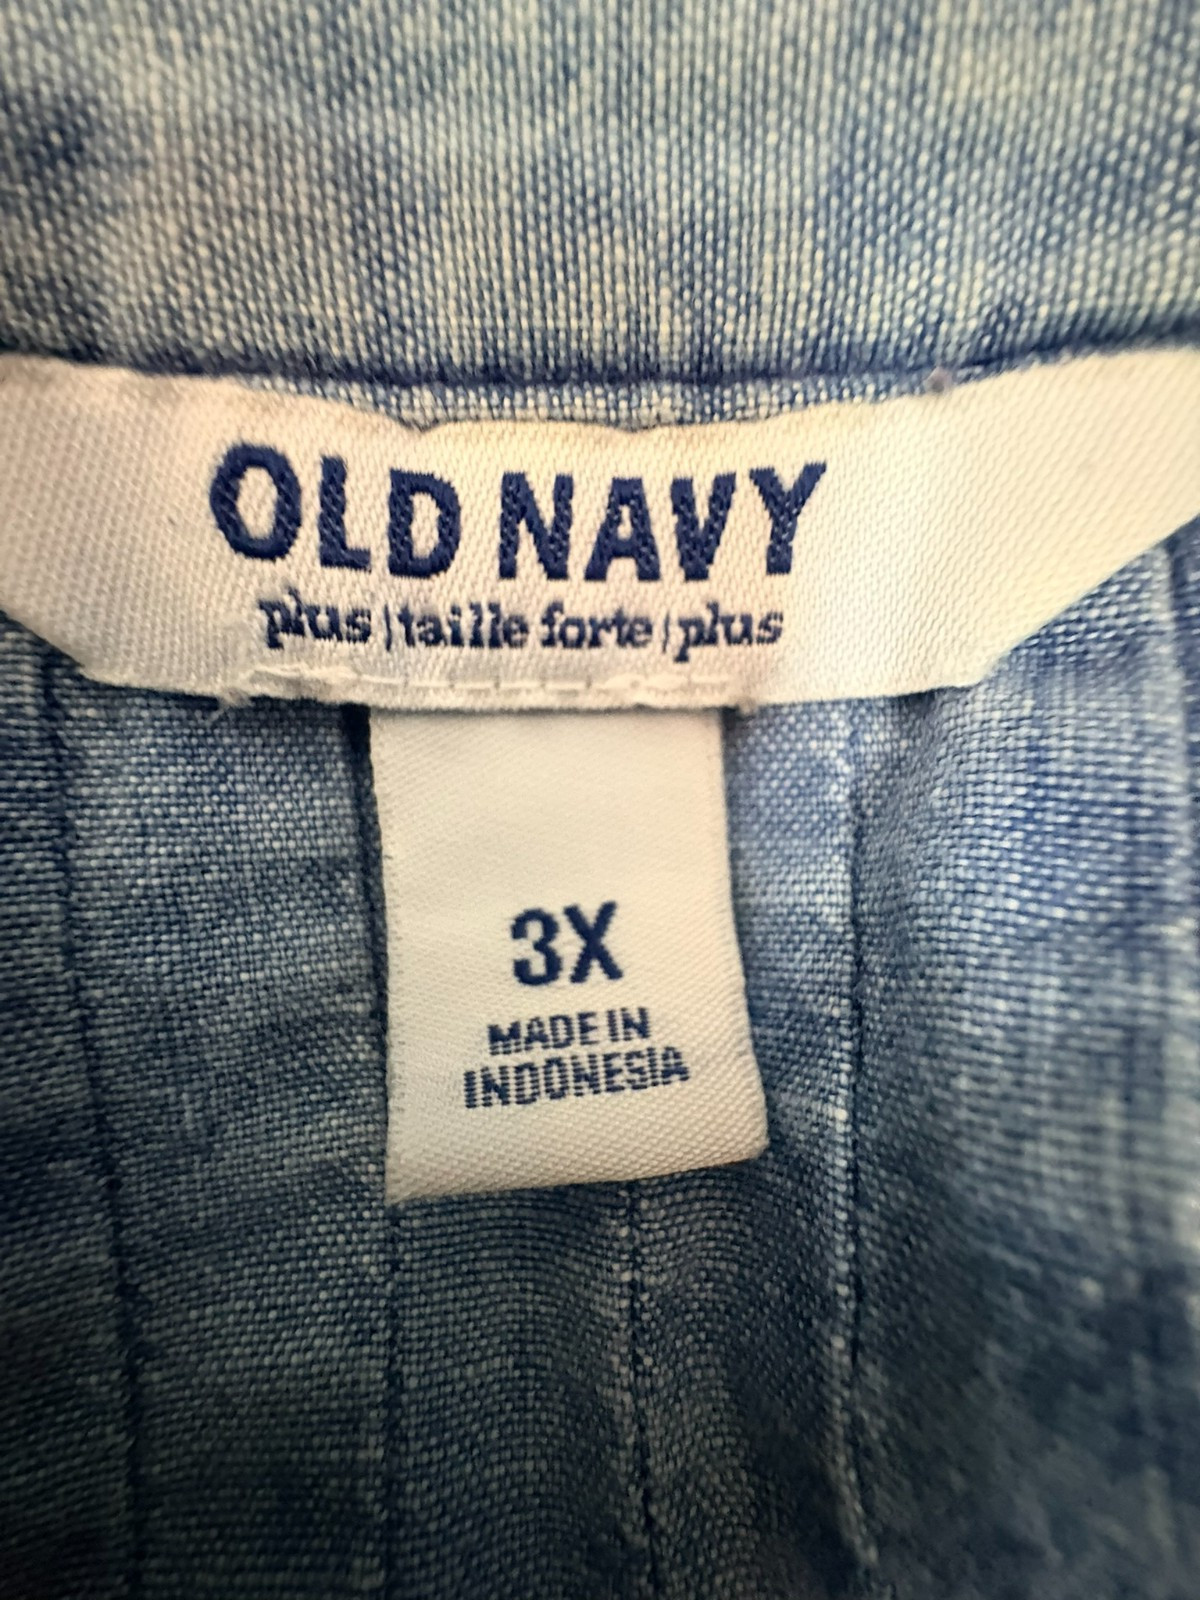 OLD NAVY
plus | taille forte | plus
3X
MADE IN
INDONESIA